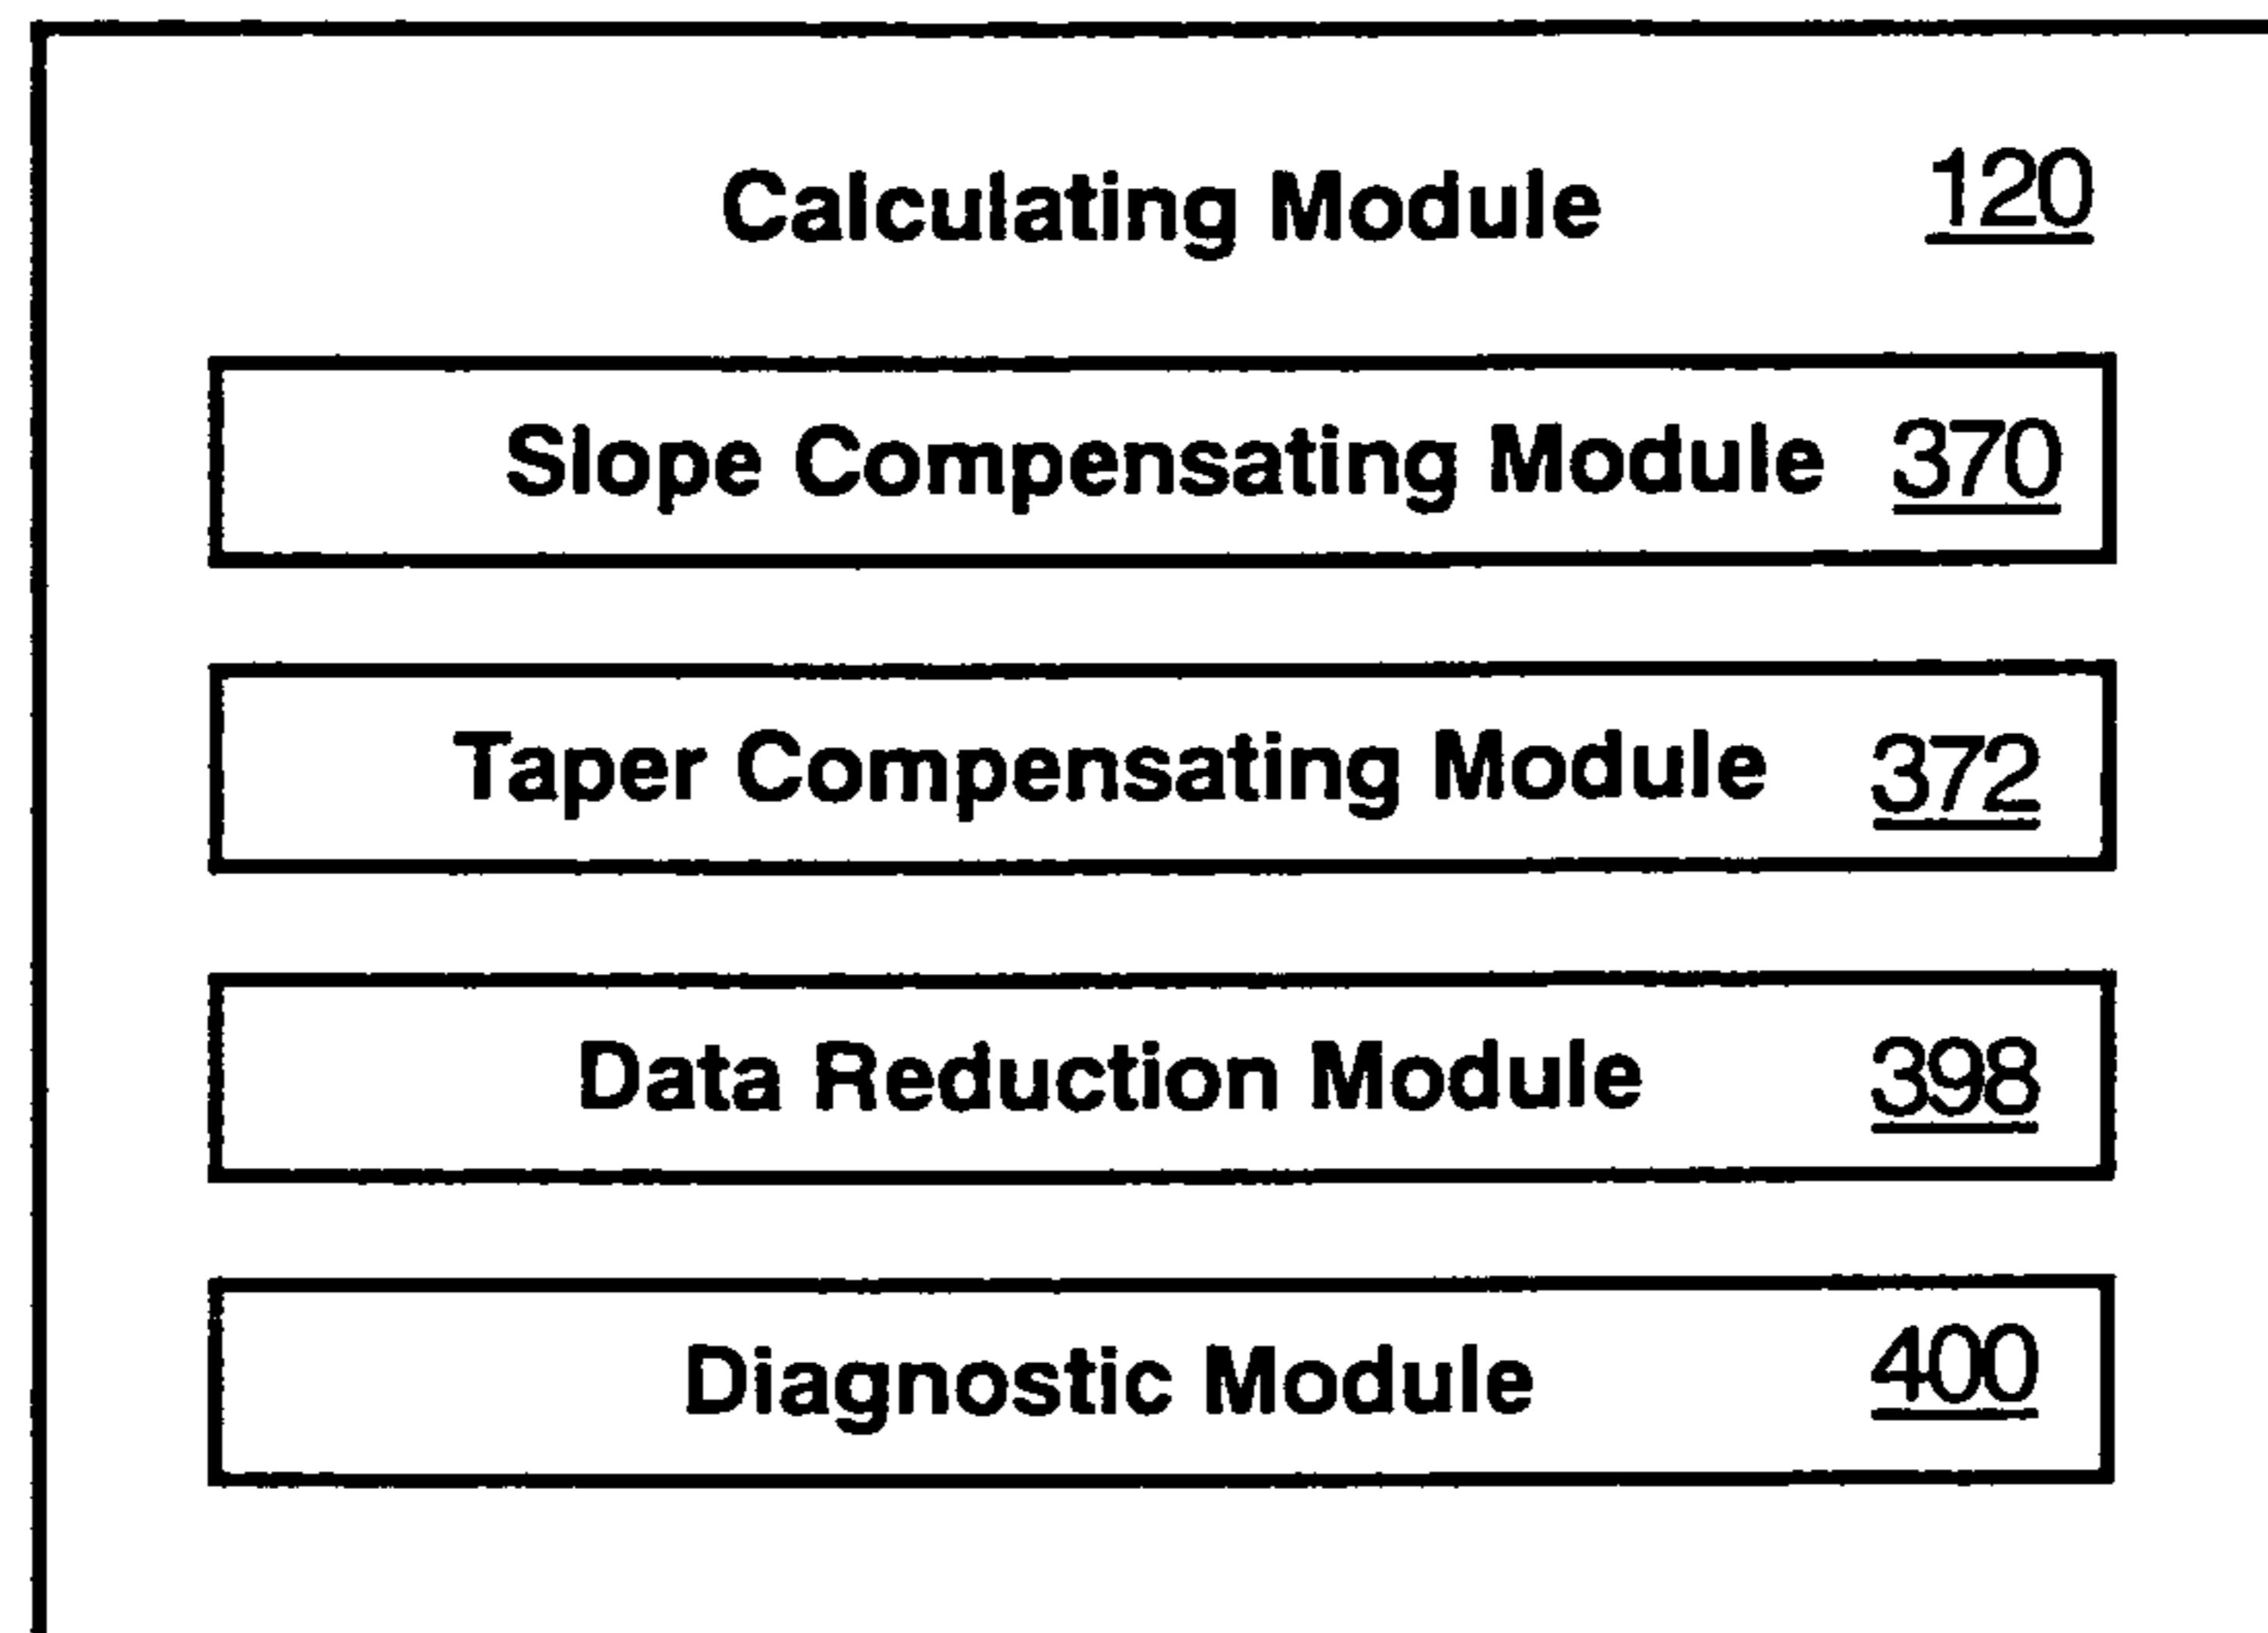 Calculating Module 120
Slope Compensating Module 370
Taper Compensating Module 372
Data Reduction Module 398
Diagnostic Module 400